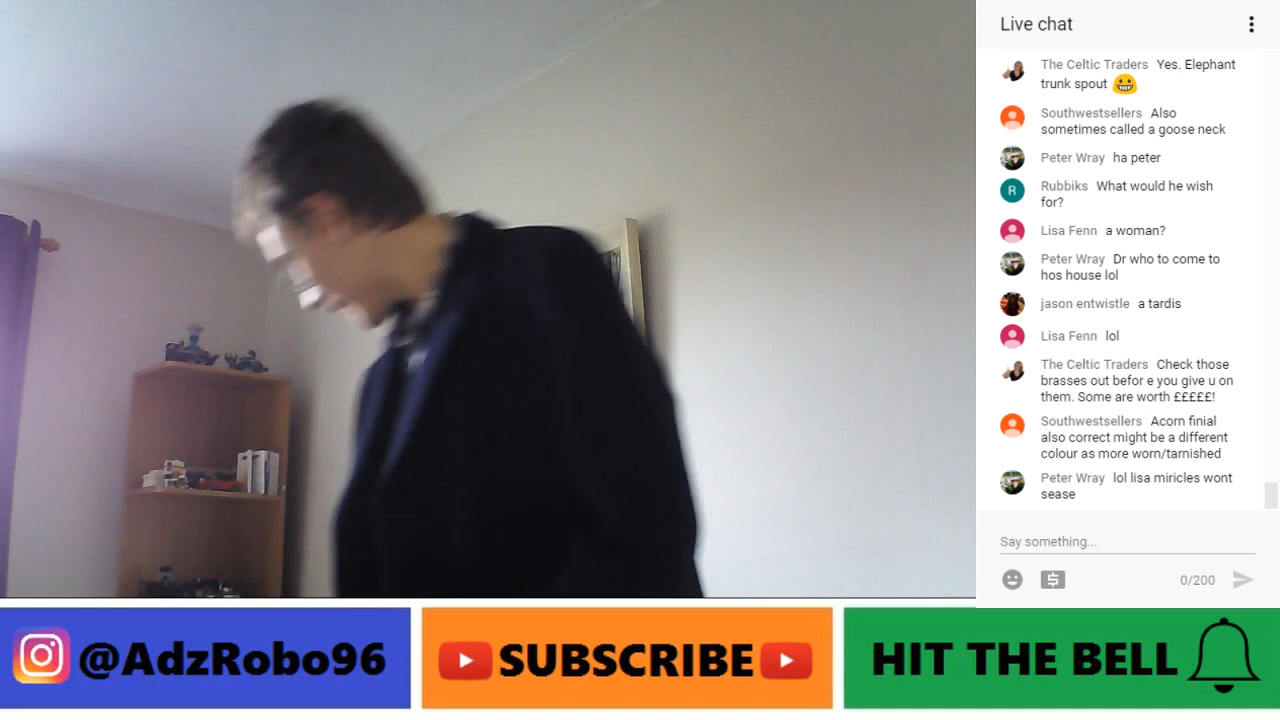 Live chat
The Celtic Traders Yes. Elephant
trunk spout
Southwestsellers Also
sometimes called a goose neck
Peter Wray ha peter
R
Rubbiks What would he wish
for?
Lisa Fenn a woman?
Peter Wray Dr who to come to
hos house lol
jason entwistle a tardis
Lisa Fenn lol
The Celtic Traders Check those
brasses out befor e you give u on
them. Some are worth £££££!
Southwestsellers Acorn finial
also correct might be a different
colour as more worn/tarnished
Peter Wray lol lisa miricles wont
sease
Say something...
0/200
@AdzRobo96
SUBSCRIBE
HIT THE BELL